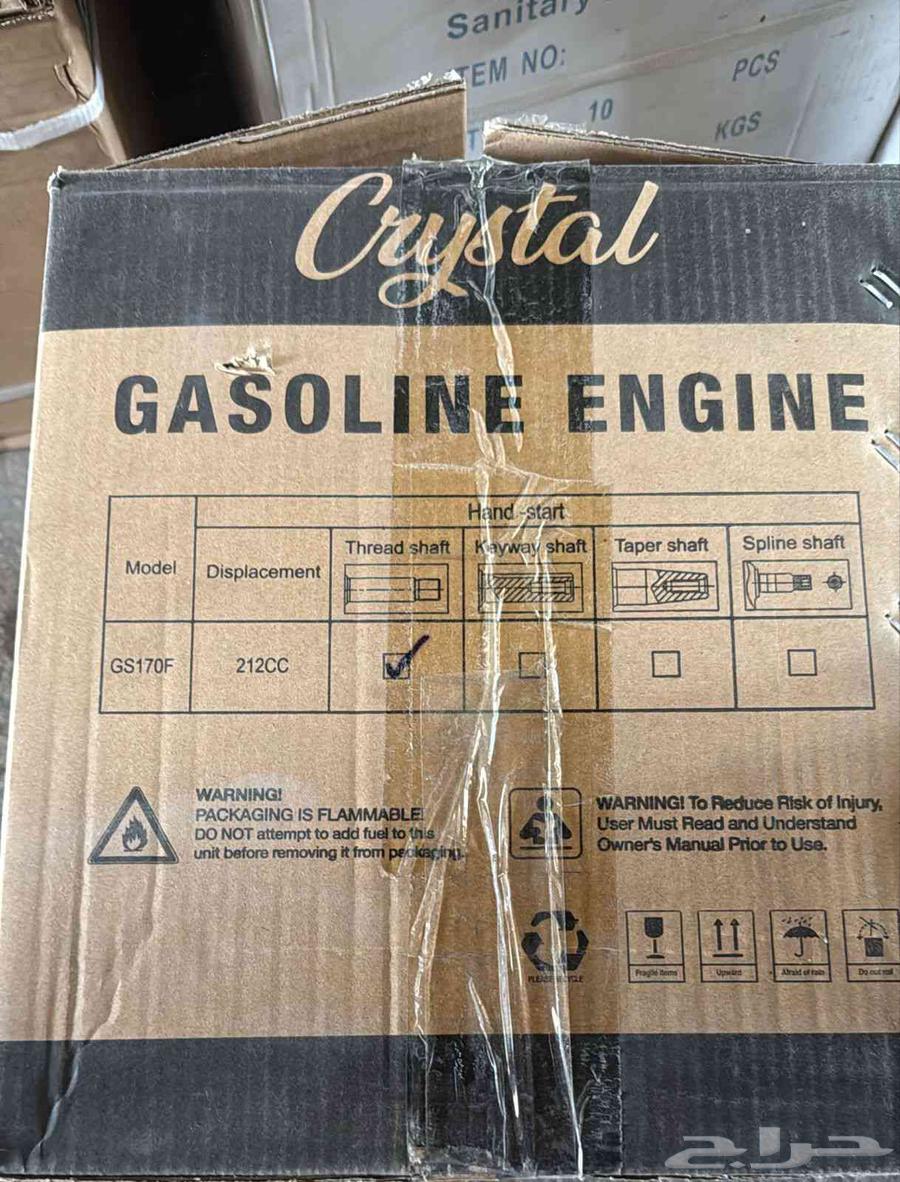 Sanitary
TEM NO:
PCS
10
KGS
Crystal
GASOLINE ENGINE
Model
Displacement
Hand-start
Thread shaft
Keyway shaft
Taper shaft
Spline shaft
GS170F
212CC
WARNING!
PACKAGING IS FLAMMABLE!
DO NOT attempt to add fuel to this
unit before removing it from packaging.
WARNING! To Reduce Risk of Injury,
User Must Read and Understand
Owner's Manual Prior to Use.
PLEASE RECYCLE
Fragile items
Upward
Afraid of rain
Do not roll
حراج